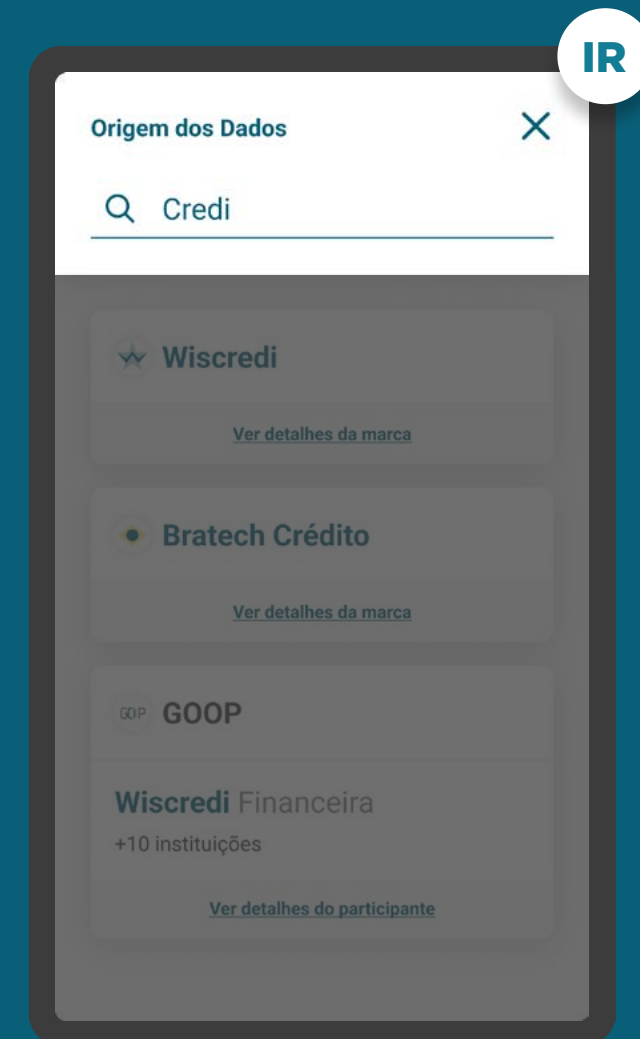 IR
Origem dos Dados
Credi
Wiscredi
Ver detalhes da marca
Bratech Crédito
Ver detalhes da marca
GOOP
Wiscredi Financeira
+10 instituições
Ver detalhes do participante